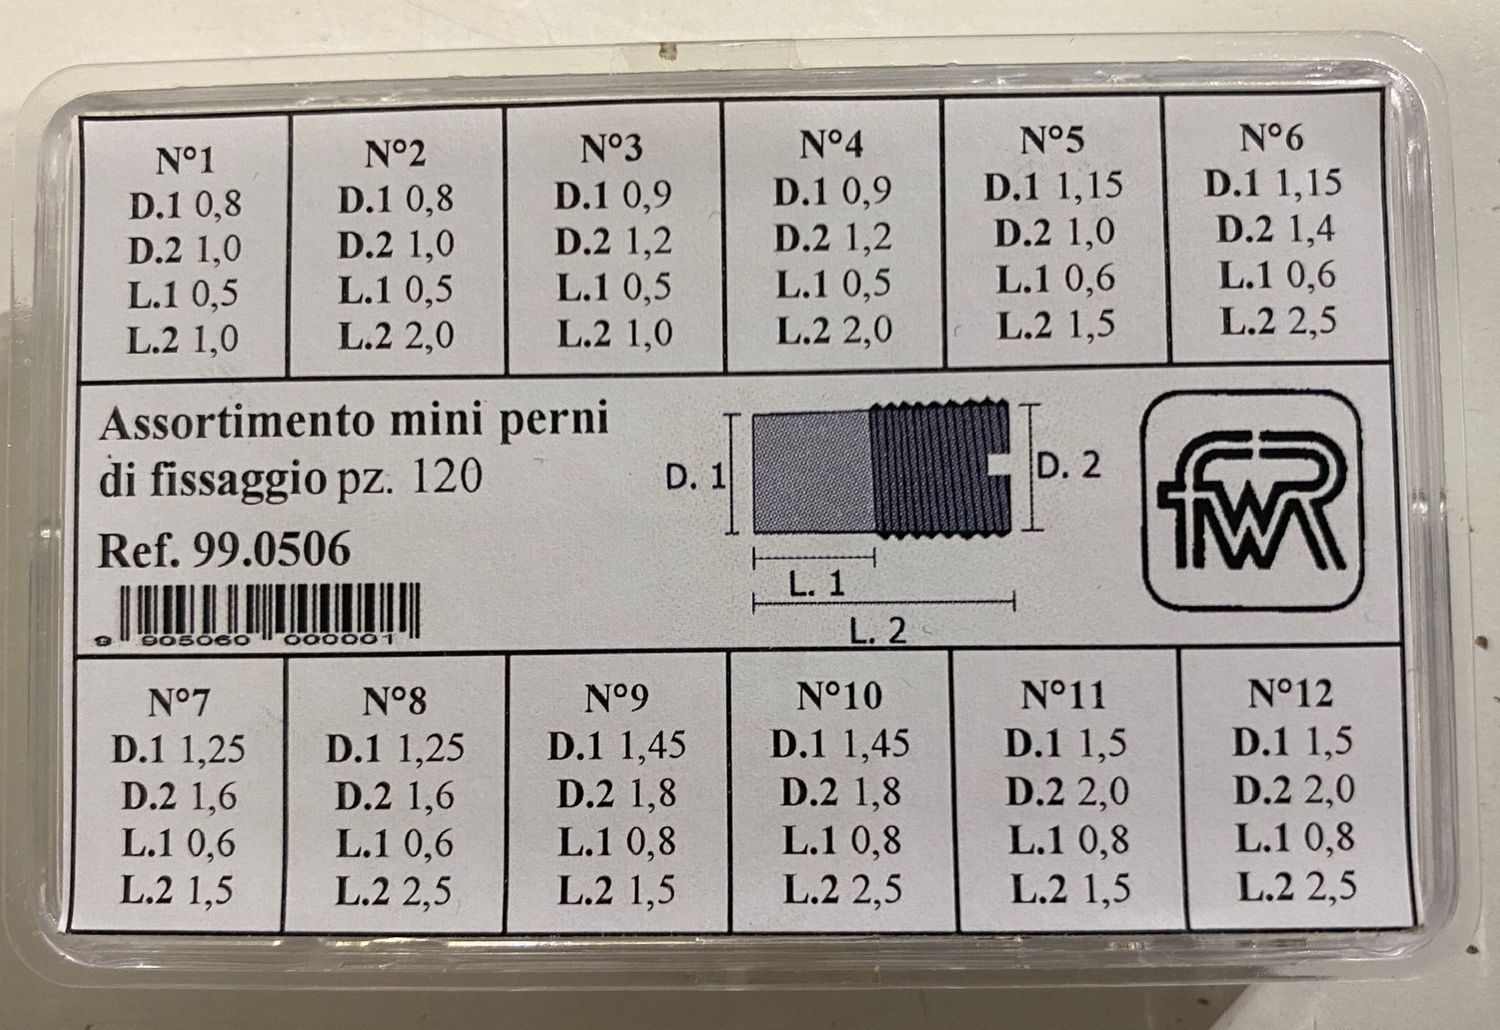 N°1
D.1 0,8
D.2 1,0
L.1 0,5
L.2 1,0
N°2
D.1 0,8
D.2 1,0
L.1 0,5
L.2 2,0
N°3
D.1 0,9
D.2 1,2
L.1 0,5
L.2 1,0
N°4
D.1 0,9
D.2 1,2
L.1 0,5
L.2 2,0
N°5
D.1 1,15
D.2 1,0
L.1 0,6
L.2 1,5
N°6
D.1 1,15
D.2 1,4
L.1 0,6
L.2 2,5
Assortimento mini perni
di fissaggio pz. 120
Ref. 99.0506
9 905060 000001
D. 1
D. 2
L. 1
L. 2
N°7
D.1 1,25
D.2 1,6
L.1 0,6
L.2 1,5
N°8
D.1 1,25
D.2 1,6
L.1 0,6
L.2 2,5
N°9
D.1 1,45
D.2 1,8
L.1 0,8
L.2 1,5
N°10
D.1 1,45
D.2 1,8
L.1 0,8
L.2 2,5
N°11
D.1 1,5
D.2 2,0
L.1 0,8
L.2 1,5
N°12
D.1 1,5
D.2 2,0
L.1 0,8
L.2 2,5